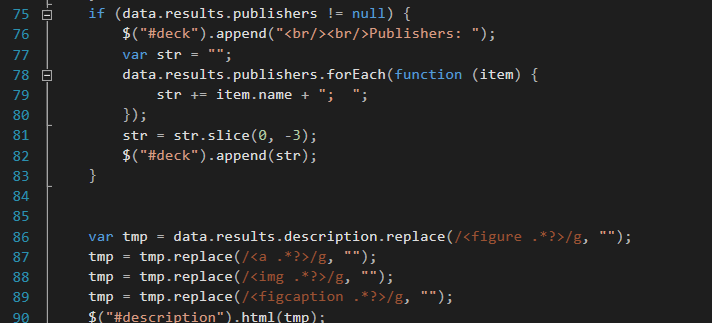 75 if (data.results.publishers != null) {
76 $("#deck").append("<br/><br/>Publishers: ");
77 var str = "";
78 data.results.publishers.forEach(function (item) {
79 str += item.name + ";  ";
80 });
81 str = str.slice(0, -3);
82 $("#deck").append(str);
83 }
84
85
86 var tmp = data.results.description.replace(/<figure .*?>/g, "");
87 tmp = tmp.replace(/<a .*?>/g, "");
88 tmp = tmp.replace(/<img .*?>/g, "");
89 tmp = tmp.replace(/<figcaption .*?>/g, "");
90 $("#description").html(tmp);